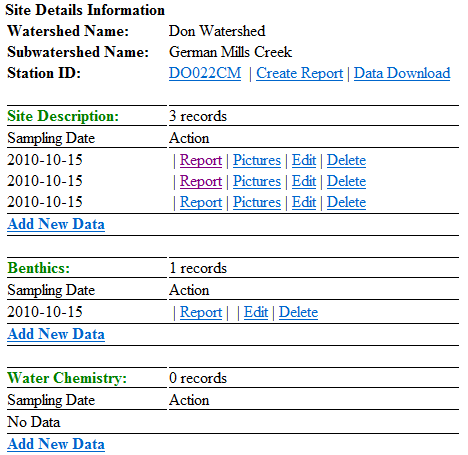 Site Details Information
Watershed Name: Don Watershed
Subwatershed Name: German Mills Creek
Station ID: DO022CM | Create Report | Data Download
Site Description: 3 records
Sampling Date Action
2010-10-15 | Report | Pictures | Edit | Delete
2010-10-15 | Report | Pictures | Edit | Delete
2010-10-15 | Report | Pictures | Edit | Delete
Add New Data
Benthics: 1 records
Sampling Date Action
2010-10-15 | Report | | Edit | Delete
Add New Data
Water Chemistry: 0 records
Sampling Date Action
No Data
Add New Data